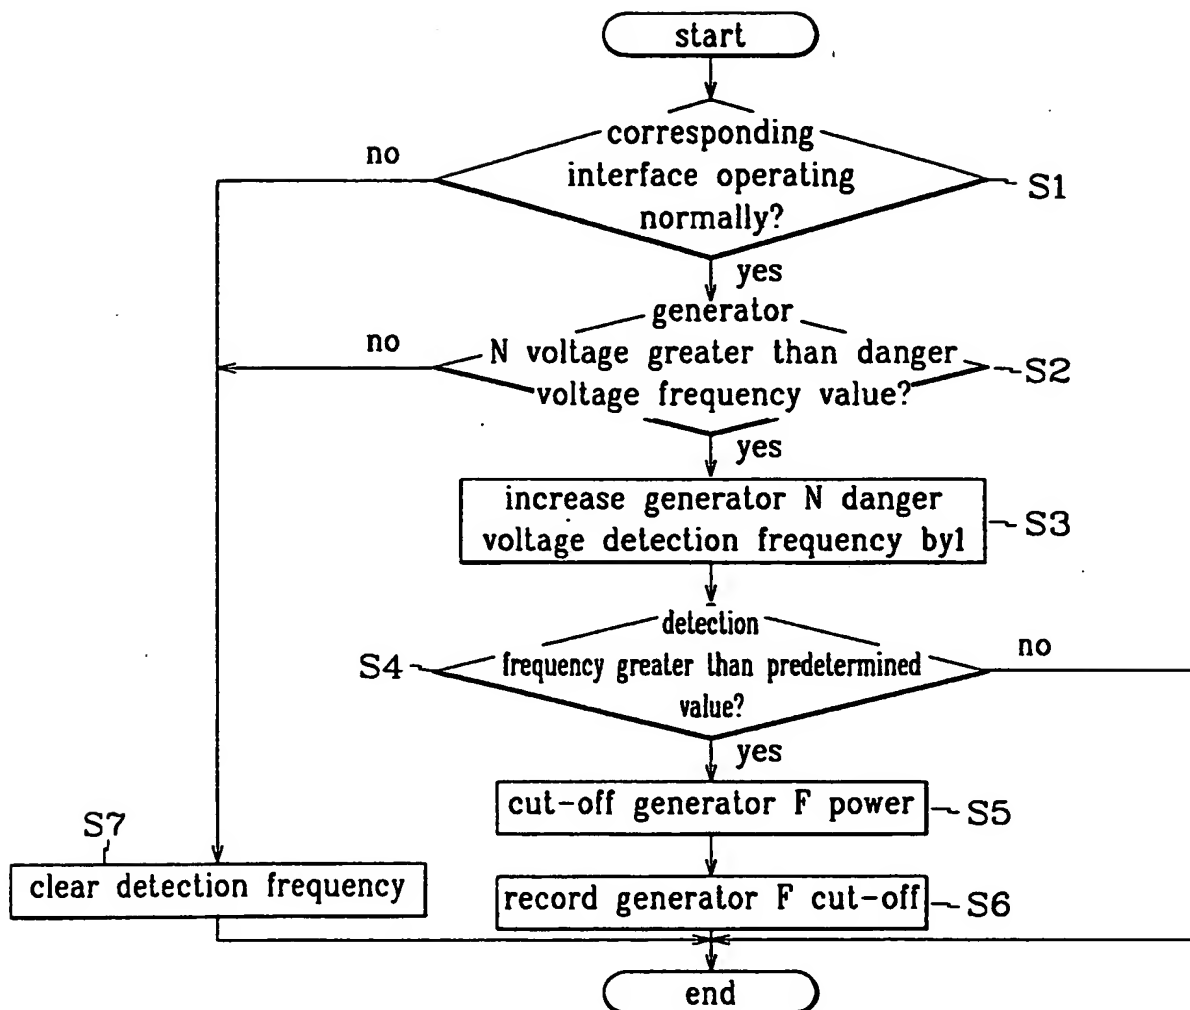 start
corresponding
interface operating
normally?
no
S1
yes
generator
N voltage greater than danger
voltage frequency value?
no
S2
yes
increase generator N danger
voltage detection frequency by1
S3
detection
frequency greater than predetermined
value?
S4
no
yes
cut-off generator F power
S5
S7
clear detection frequency
record generator F cut-off
S6
end